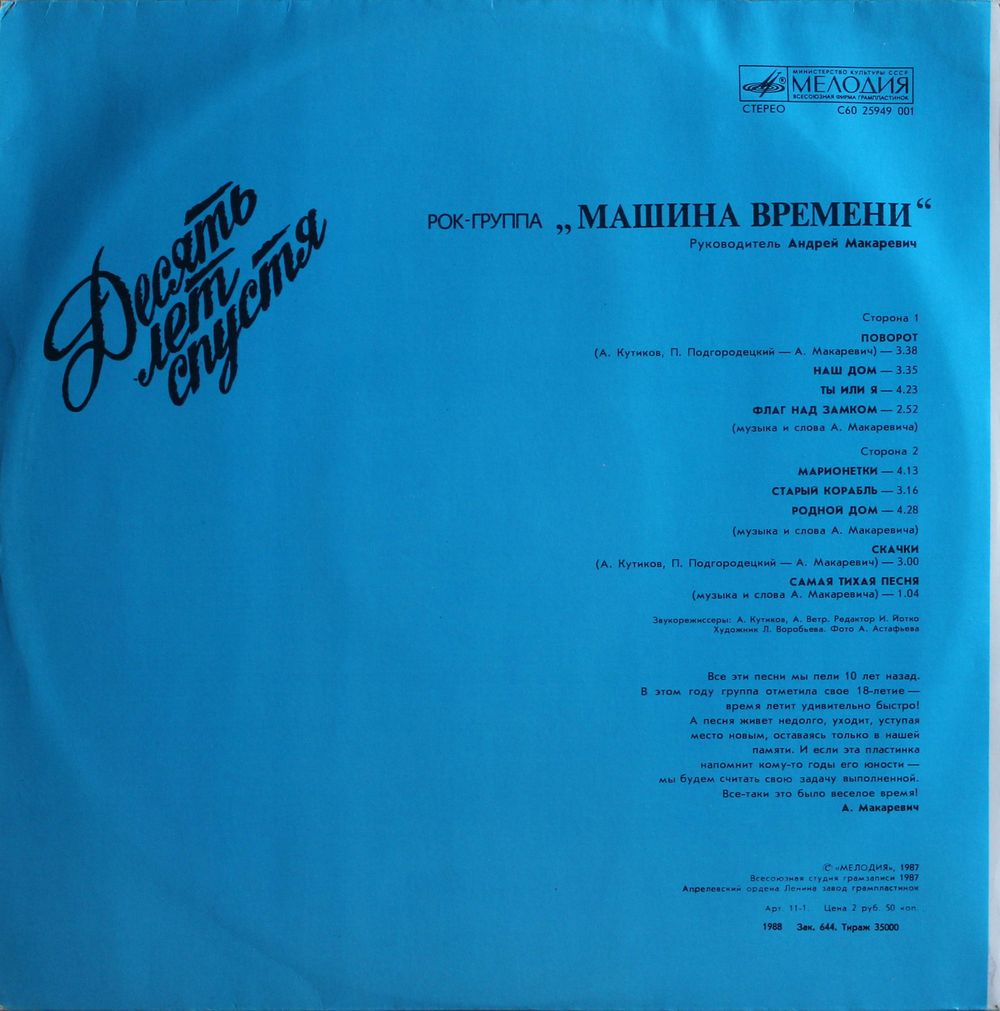 МИНИСТЕРСТВО КУЛЬТУРЫ СССР
МЕЛОДИЯ
ВСЕСОЮЗНАЯ ФИРМА ГРАМПЛАСТИНОК
СТЕРЕО С60 25949 001
Десять
лет
спустя
РОК-ГРУППА „МАШИНА ВРЕМЕНИ“
Руководитель Андрей Макаревич
Сторона 1
ПОВОРОТ
(А. Кутиков, П. Подгородецкий — А. Макаревич) — 3.38
НАШ ДОМ — 3.35
ТЫ ИЛИ Я — 4.23
ФЛАГ НАД ЗАМКОМ — 2.52
(музыка и слова А. Макаревича)
Сторона 2
МАРИОНЕТКИ — 4.13
СТАРЫЙ КОРАБЛЬ — 3.16
РОДНОЙ ДОМ — 4.28
(музыка и слова А. Макаревича)
СКАЧКИ
(А. Кутиков, П. Подгородецкий — А. Макаревич) — 3.00
САМАЯ ТИХАЯ ПЕСНЯ
(музыка и слова А. Макаревича) — 1.04
Звукорежиссеры: А. Кутиков, А. Ветр. Редактор И. Йотко
Художник Л. Воробьева. Фото А. Астафьева
Все эти песни мы пели 10 лет назад.
В этом году группа отметила свое 18-летие —
время летит удивительно быстро!
А песня живет недолго, уходит, уступая
место новым, оставаясь только в нашей
памяти. И если эта пластинка
напомнит кому-то годы его юности —
мы будем считать свою задачу выполненной.
Все-таки это было веселое время!
А. Макаревич
© «МЕЛОДИЯ», 1987
Всесоюзная студия грамзаписи 1987
Апрелевский ордена Ленина завод грампластинок
Арт. 11-1. Цена 2 руб. 50 коп.
1988 Зак. 644. Тираж 35000